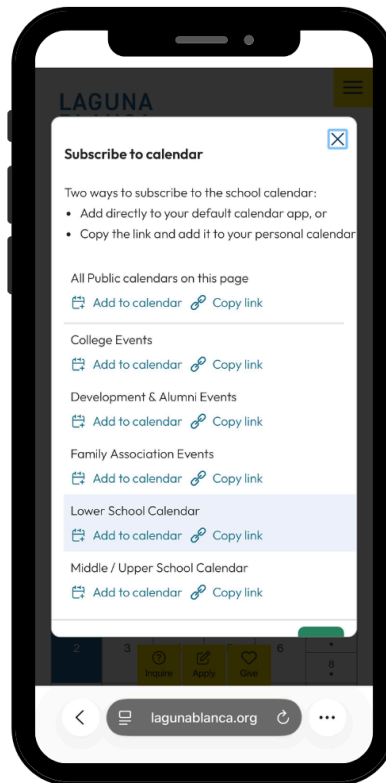 LAGUNA
Subscribe to calendar
Two ways to subscribe to the school calendar:
• Add directly to your default calendar app, or
• Copy the link and add it to your personal calendar
All Public calendars on this page
Add to calendar Copy link
College Events
Add to calendar Copy link
Development & Alumni Events
Add to calendar Copy link
Family Association Events
Add to calendar Copy link
Lower School Calendar
Add to calendar Copy link
Middle / Upper School Calendar
Add to calendar Copy link
2 3 6
8
Inquire Apply Give
lagunablanca.org